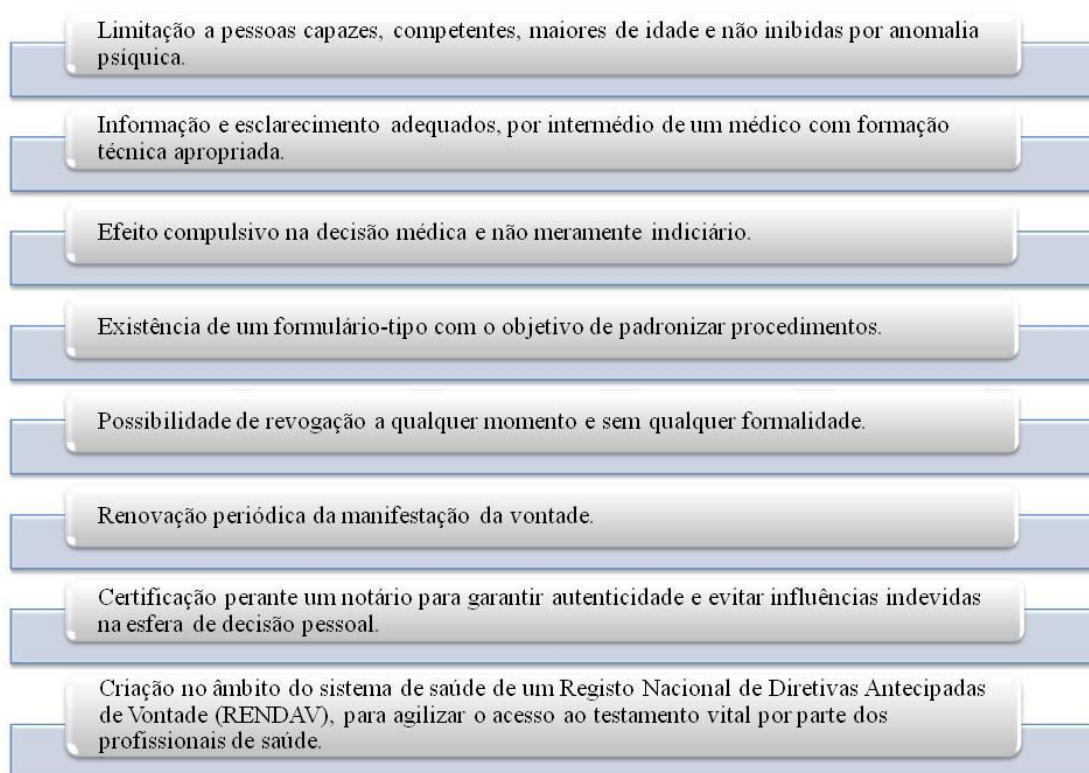 Limitação a pessoas capazes, competentes, maiores de idade e não inibidas por anomalia
psíquica.
Informação e esclarecimento adequados, por intermédio de um médico com formação
técnica apropriada.
Efeito compulsivo na decisão médica e não meramente indiciário.
Existência de um formulário-tipo com o objetivo de padronizar procedimentos.
Possibilidade de revogação a qualquer momento e sem qualquer formalidade.
Renovação periódica da manifestação da vontade.
Certificação perante um notário para garantir autenticidade e evitar influências indevidas
na esfera de decisão pessoal.
Criação no âmbito do sistema de saúde de um Registo Nacional de Diretivas Antecipadas
de Vontade (RENDAV), para agilizar o acesso ao testamento vital por parte dos
profissionais de saúde.